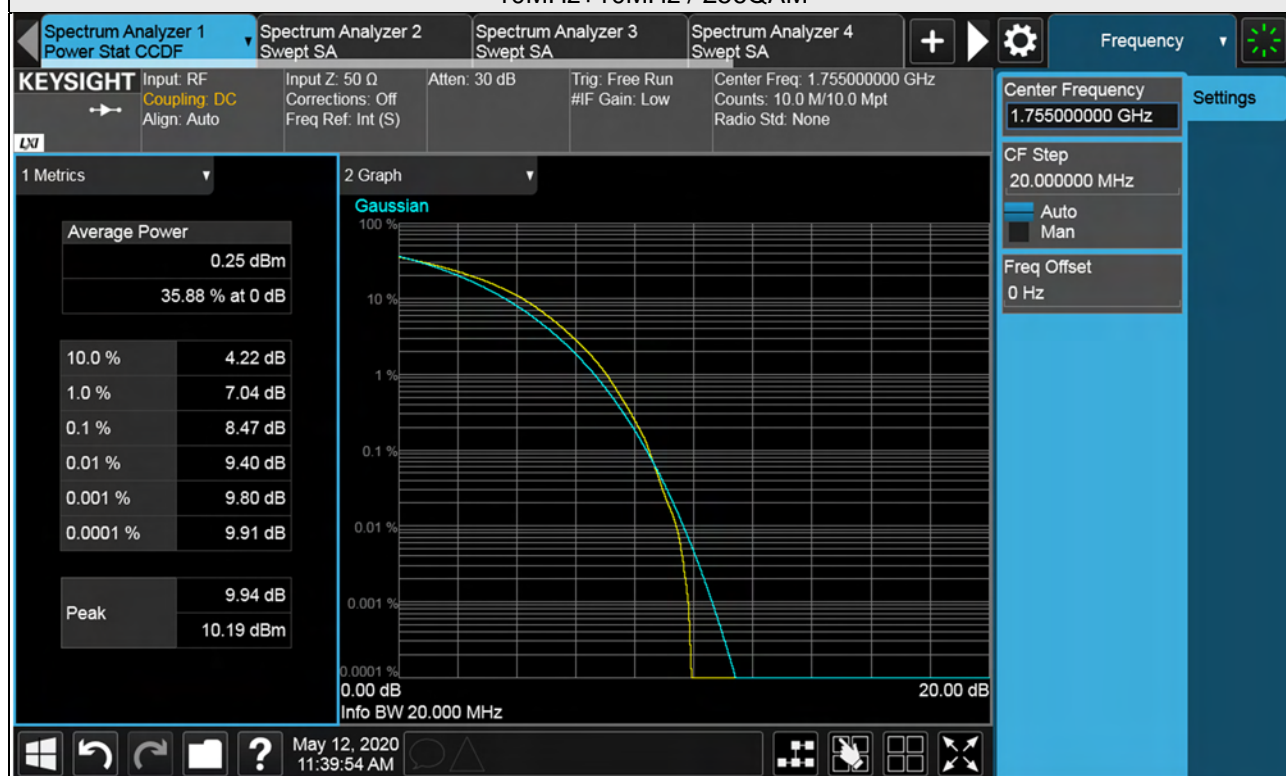 10MHz+10MHz / 256QAM
Spectrum Analyzer 1
Power Stat CCDF
Spectrum Analyzer 2
Swept SA
Spectrum Analyzer 3
Swept SA
Spectrum Analyzer 4
Swept SA
Frequency
KEYSIGHT
LXI
Input: RF
Coupling: DC
Align: Auto
Input Z: 50 Ω
Corrections: Off
Freq Ref: Int (S)
Atten: 30 dB
Trig: Free Run
#IF Gain: Low
Center Freq: 1.755000000 GHz
Counts: 10.0 M/10.0 Mpt
Radio Std: None
Center Frequency
1.755000000 GHz
Settings
CF Step
20.000000 MHz
Auto
Man
Freq Offset
0 Hz
1 Metrics
Average Power
0.25 dBm
35.88 % at 0 dB
10.0 % 4.22 dB
1.0 % 7.04 dB
0.1 % 8.47 dB
0.01 % 9.40 dB
0.001 % 9.80 dB
0.0001 % 9.91 dB
Peak
9.94 dB
10.19 dBm
2 Graph
Gaussian
100 %
10 %
1 %
0.1 %
0.01 %
0.001 %
0.0001 %
0.00 dB
20.00 dB
Info BW 20.000 MHz
?
May 12, 2020
11:39:54 AM